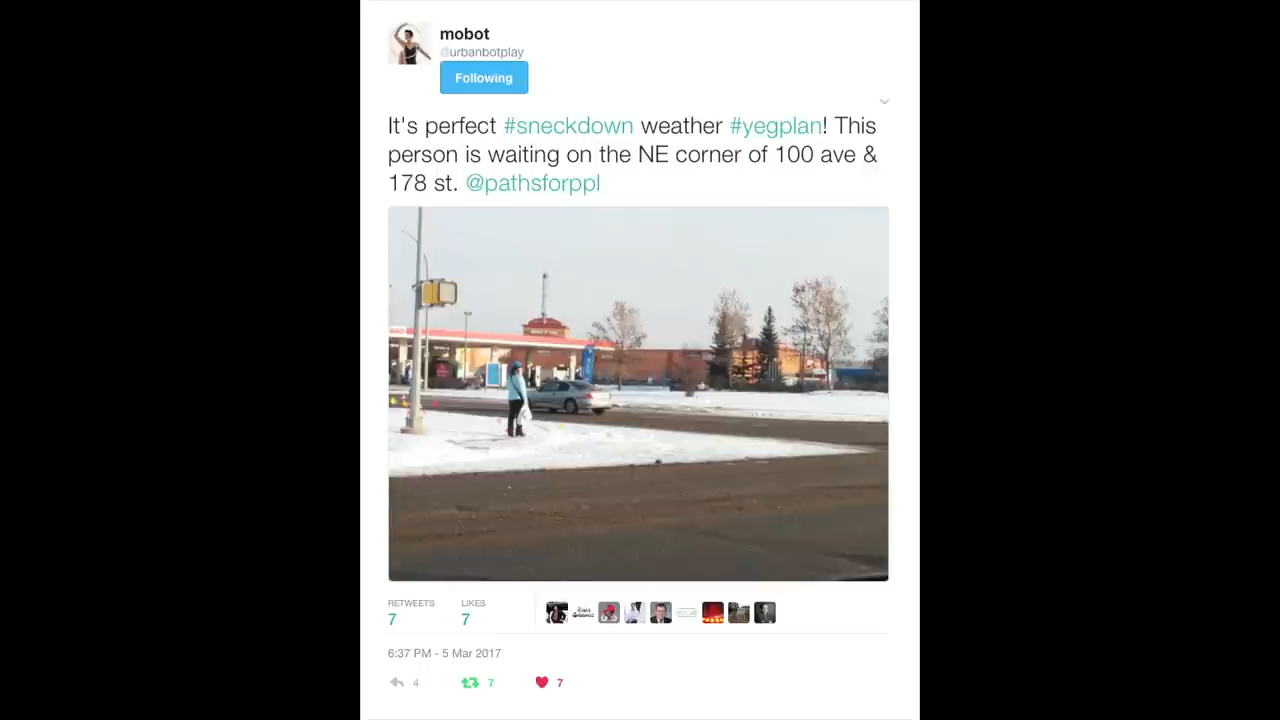 mobot
@urbanbotplay
Following
It's perfect #sneckdown weather #yegplan! This
person is waiting on the NE corner of 100 ave &
178 st. @pathsforppl
RETWEETS
7
LIKES
7
6:37 PM - 5 Mar 2017
4
7
7